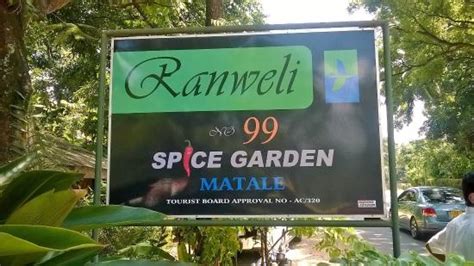 Ranweli
NO 99
SPICE GARDEN
MATALE
TOURIST BOARD APPROVAL NO - AC/120